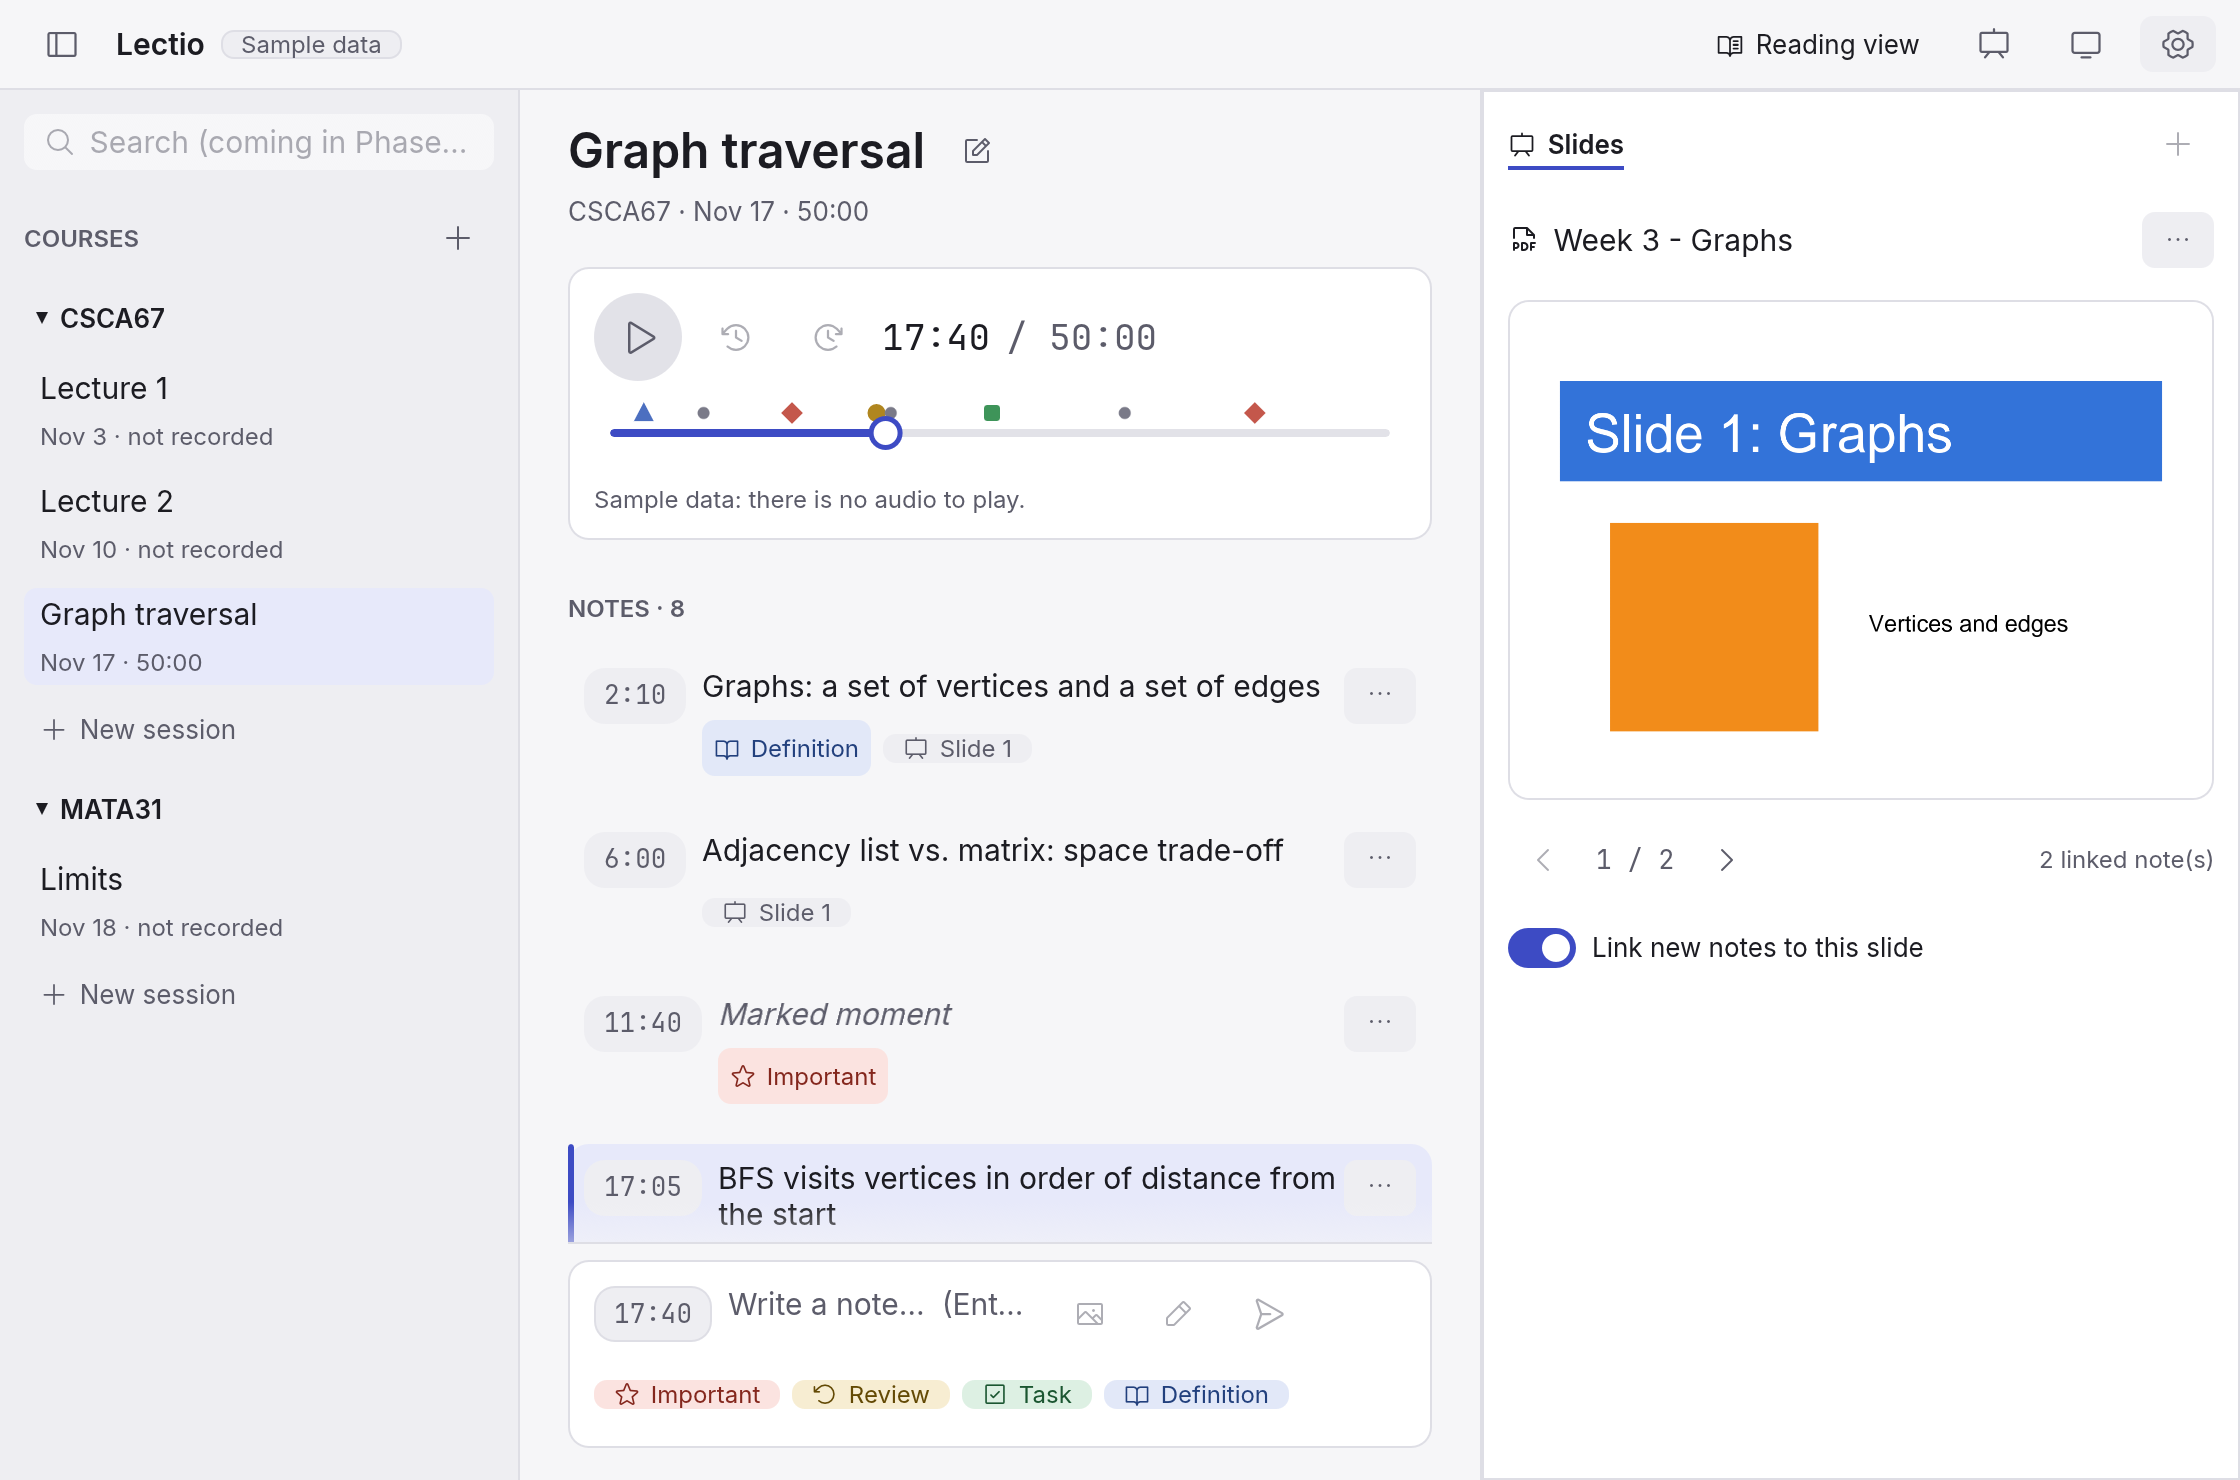 Lectio
Sample data
Reading view
Search (coming in Phase...
COURSES
CSCA67
Lecture 1
Nov 3 · not recorded
Lecture 2
Nov 10 · not recorded
Graph traversal
Nov 17 · 50:00
New session
MATA31
Limits
Nov 18 · not recorded
New session
Graph traversal
CSCA67 · Nov 17 · 50:00
17:40 / 50:00
Sample data: there is no audio to play.
NOTES · 8
2:10 Graphs: a set of vertices and a set of edges
Definition Slide 1
6:00 Adjacency list vs. matrix: space trade-off
Slide 1
11:40 Marked moment
Important
17:05 BFS visits vertices in order of distance from
the start
17:40 Write a note... (Ent...
Important Review Task Definition
Slides
PDF Week 3 - Graphs
Slide 1: Graphs
Vertices and edges
1 / 2
2 linked note(s)
Link new notes to this slide